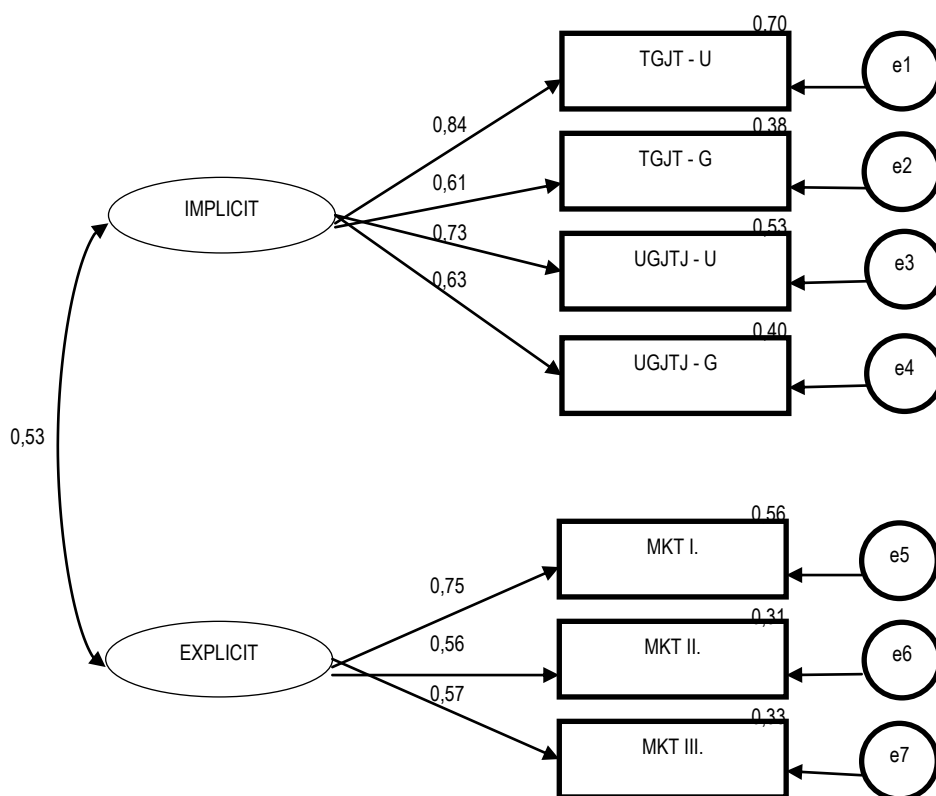 0,70
TGJT - U
e1
0,84
0,38
TGJT - G
e2
0,61
IMPLICIT
0,53
UGJTJ - U
e3
0,73
0,63
0,40
UGJTJ - G
e4
0,53
0,56
MKT I.
e5
0,75
0,31
MKT II.
e6
0,56
EXPLICIT
0,57
0,33
MKT III.
e7